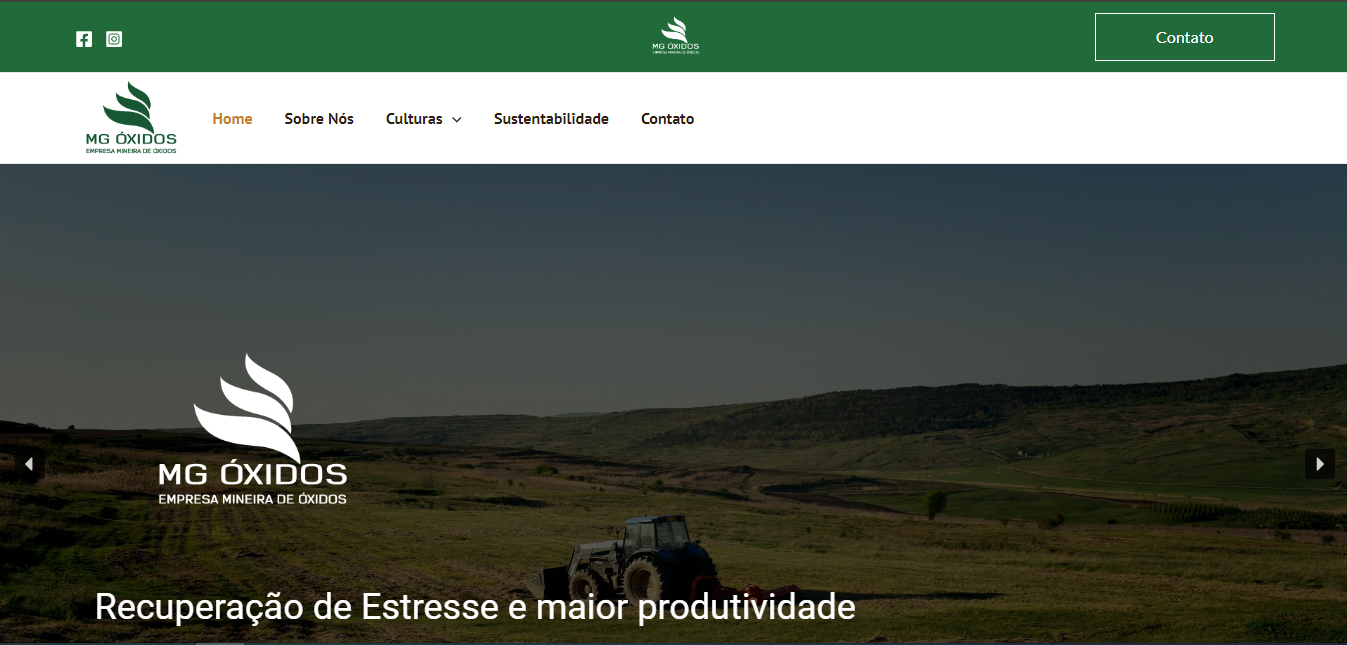 MG ÓXIDOS
EMPRESA MINEIRA DE ÓXIDOS
Contato
MG ÓXIDOS
EMPRESA MINEIRA DE ÓXIDOS
Home
Sobre Nós
Culturas
Sustentabilidade
Contato
MG ÓXIDOS
EMPRESA MINEIRA DE ÓXIDOS
Recuperação de Estresse e maior produtividade